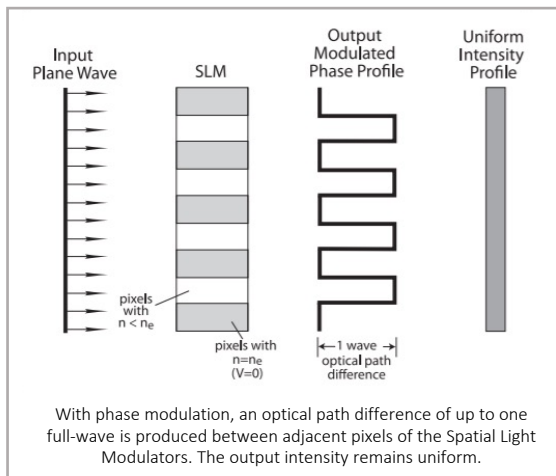 Input
Plane Wave
SLM
Output
Modulated
Phase Profile
Uniform
Intensity
Profile
pixels
with
n < nₑ
pixels with
n=nₑ
(V=0)
1 wave
optical path
difference
With phase modulation, an optical path difference of up to one
full-wave is produced between adjacent pixels of the Spatial Light
Modulators. The output intensity remains uniform.